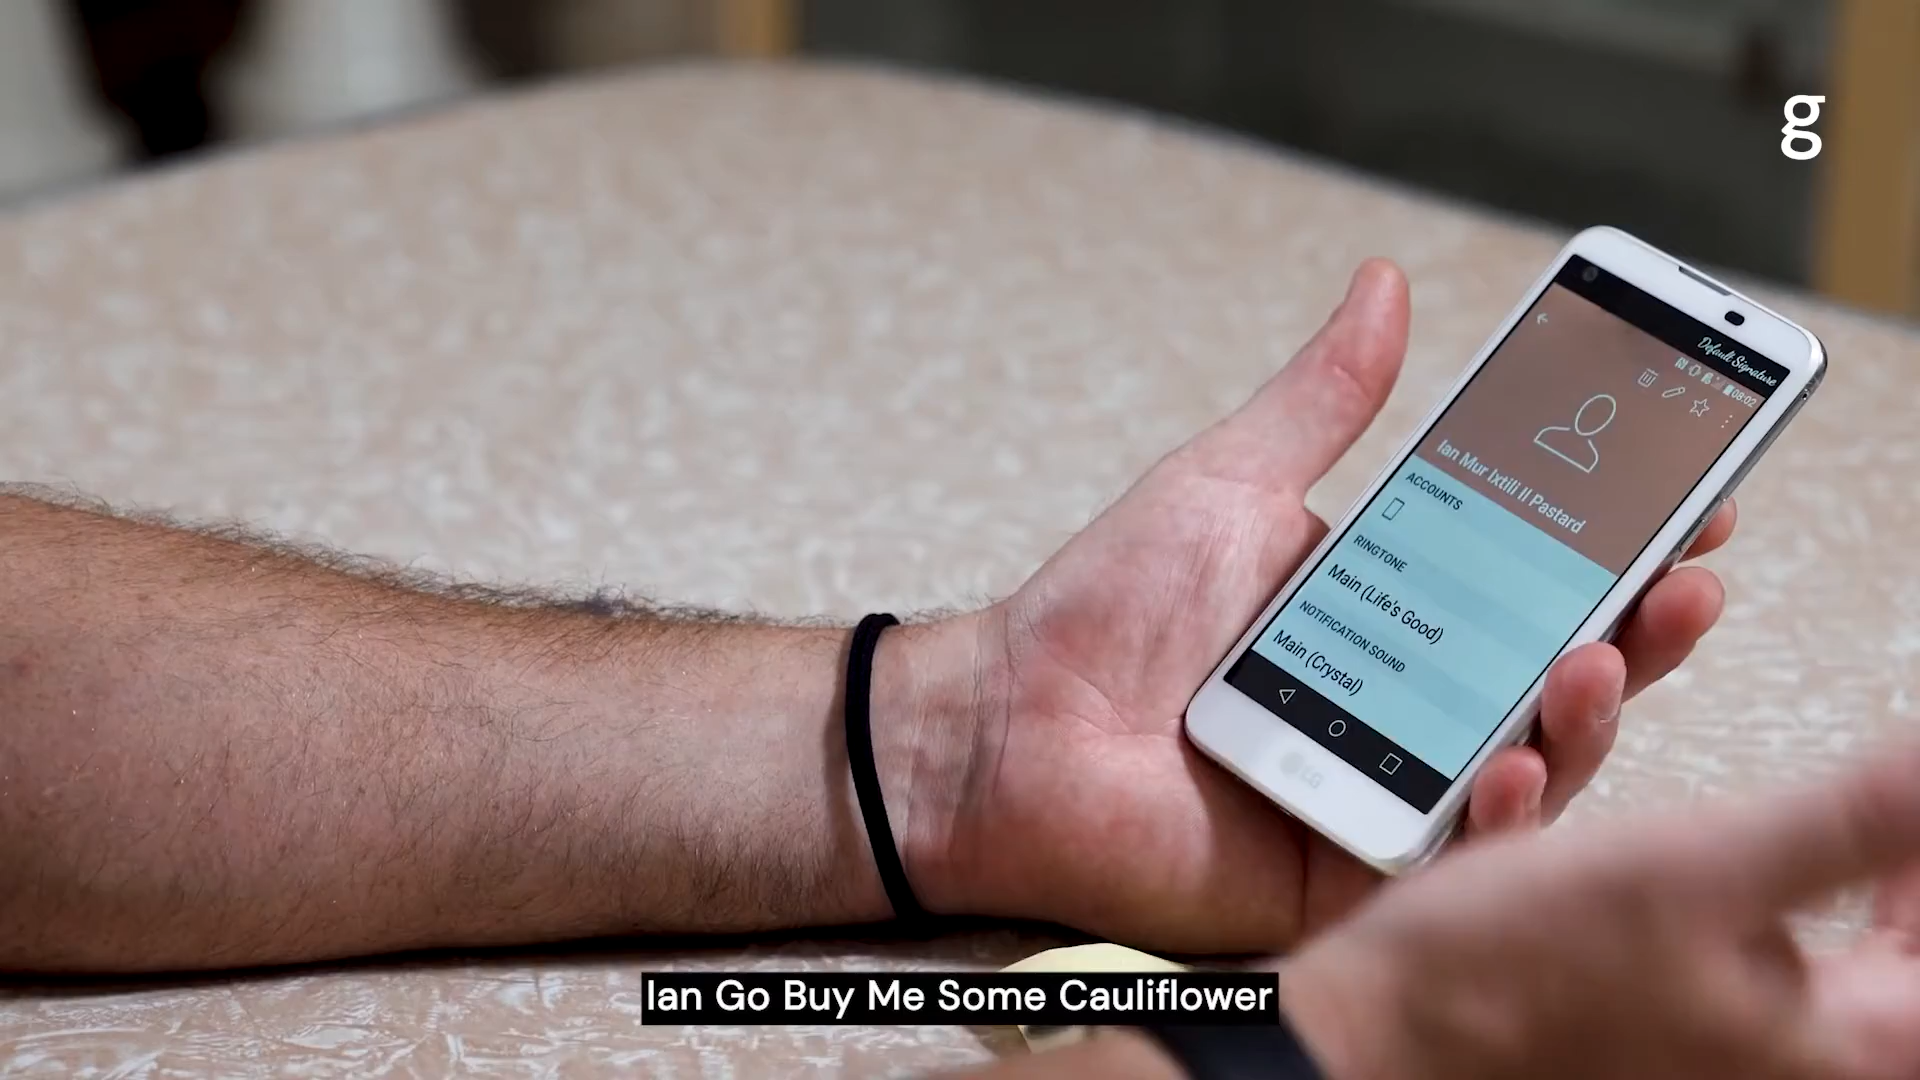 g
Default Signature
08:02
Ian Mur Ixtili II Pastard
ACCOUNTS
RINGTONE
Main (Life's Good)
NOTIFICATION SOUND
Main (Crystal)
LG
Ian Go Buy Me Some Cauliflower